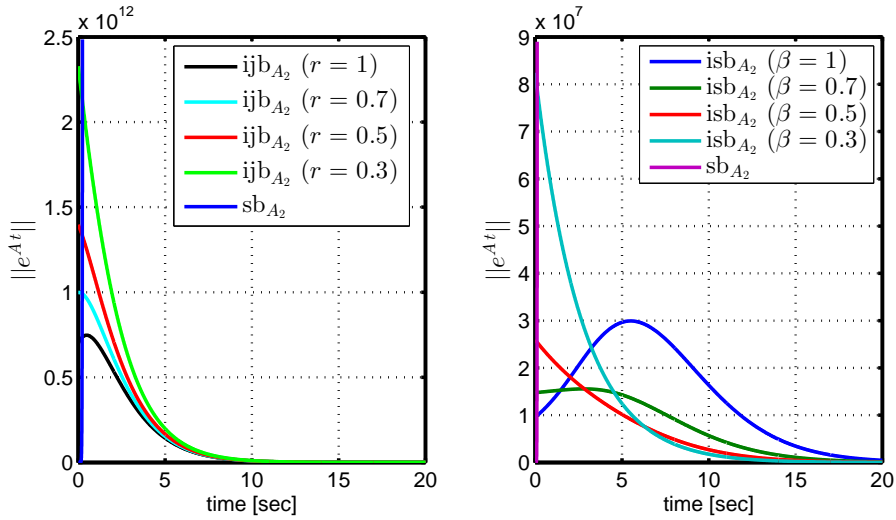 x 10^12
2.5
2
1.5
1
0.5
0
0
5
10
15
20
||e^{At}||
time [sec]
ijb_{A_2} (r = 1)
ijb_{A_2} (r = 0.7)
ijb_{A_2} (r = 0.5)
ijb_{A_2} (r = 0.3)
sb_{A_2}
x 10^7
9
8
7
6
5
4
3
2
1
0
0
5
10
15
20
||e^{At}||
time [sec]
isb_{A_2} (β = 1)
isb_{A_2} (β = 0.7)
isb_{A_2} (β = 0.5)
isb_{A_2} (β = 0.3)
sb_{A_2}